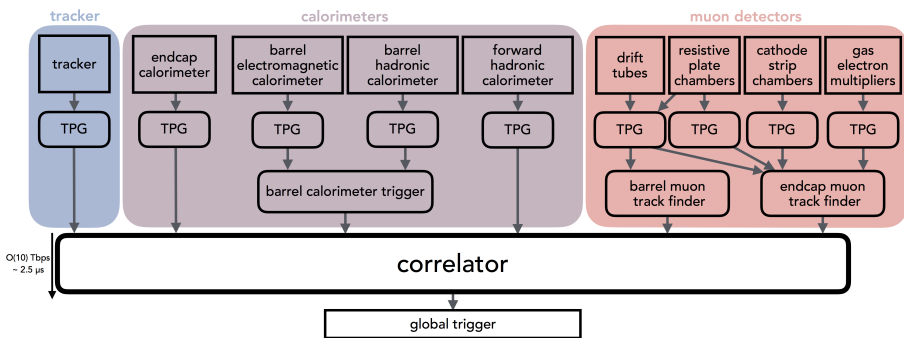 tracker
calorimeters
muon detectors
tracker
endcap
calorimeter
barrel
electromagnetic
calorimeter
barrel
hadronic
calorimeter
forward
hadronic
calorimeter
drift
tubes
resistive
plate
chambers
cathode
strip
chambers
gas
electron
multipliers
TPG
TPG
TPG
TPG
TPG
TPG
TPG
TPG
TPG
barrel calorimeter trigger
barrel muon
track finder
endcap muon
track finder
O(10) Tbps
~ 2.5 µs
correlator
global trigger